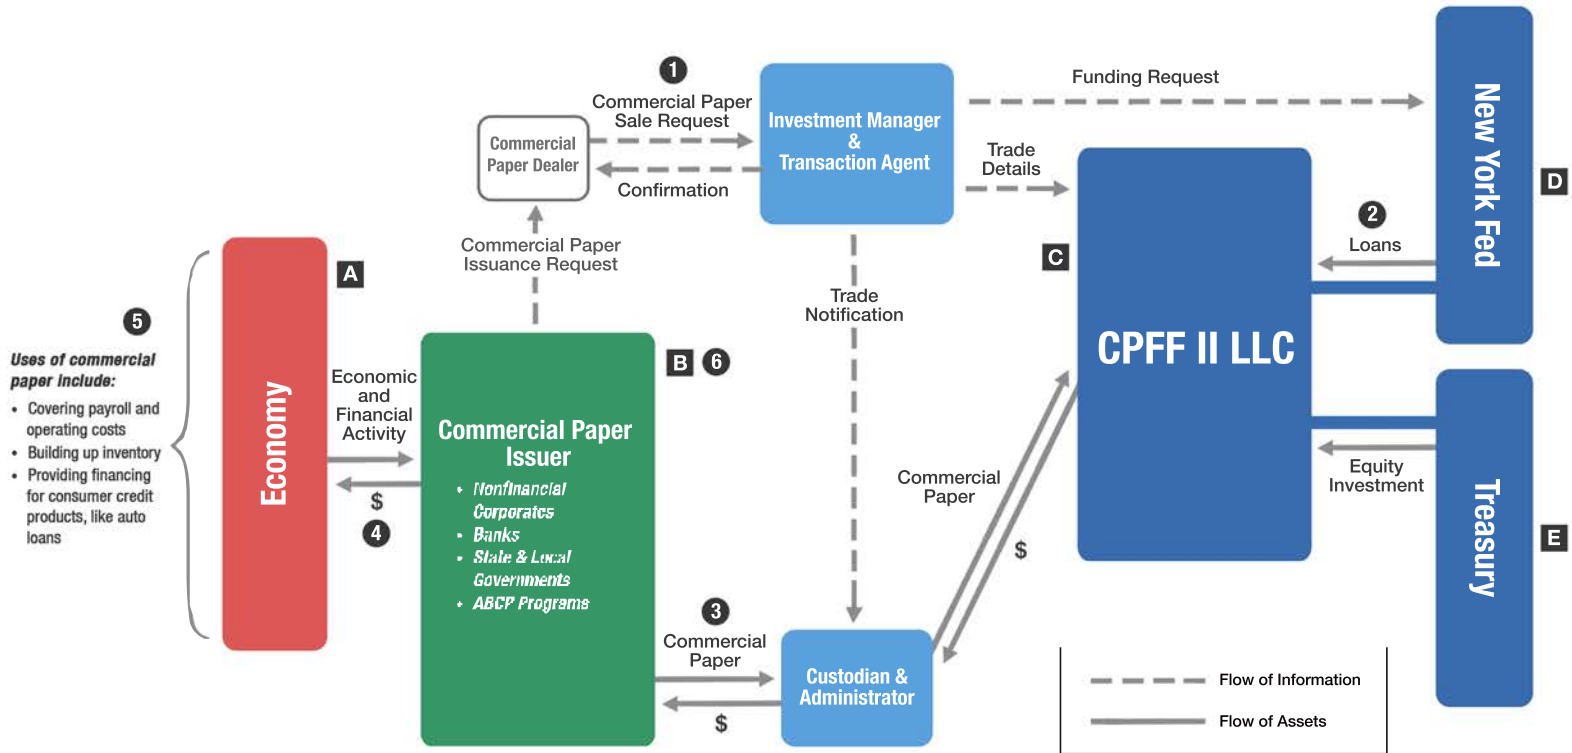 1
Commercial Paper
Sale Request
Commercial
Paper Dealer
Confirmation
Investment Manager
&
Transaction Agent
Funding Request
Trade
Details
New York Fed
D
2
Loans
C
CPFF II LLC
Commercial Paper
Issuance Request
Trade
Notification
A
5
Uses of commercial
paper include:
• Covering payroll and
operating costs
• Building up inventory
• Providing financing
for consumer credit
products, like auto
loans
Economy
Economic
and
Financial
Activity
$
4
B 6
Commercial Paper
Issuer
• Nonfinancial
Corporates
• Banks
• State & Local
Governments
• ABCP Programs
3
Commercial
Paper
$
Custodian &
Administrator
Commercial
Paper
$
Equity
Investment
Treasury
E
Flow of Information
Flow of Assets